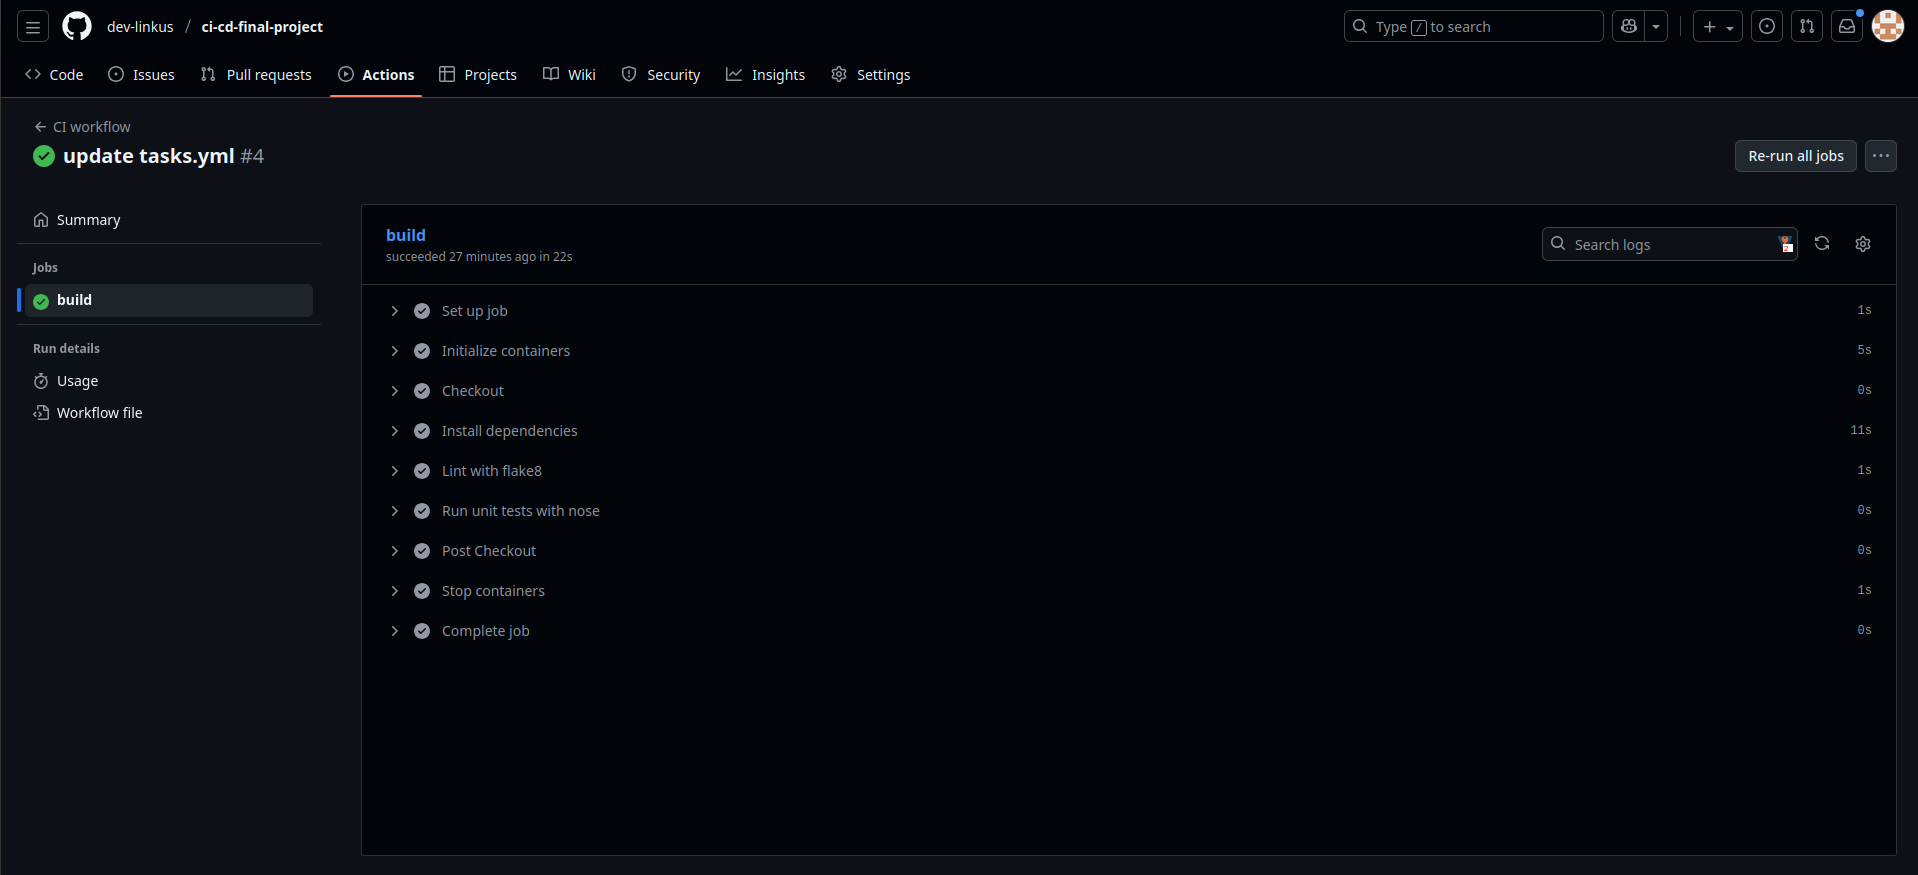 dev-linkus / ci-cd-final-project
Type / to search
Code Issues Pull requests Actions Projects Wiki Security Insights Settings
CI workflow
update tasks.yml #4
Re-run all jobs
Summary
Jobs
build
Run details
Usage
Workflow file
build
succeeded 27 minutes ago in 22s
Search logs
2
Set up job 1s
Initialize containers 5s
Checkout 0s
Install dependencies 11s
Lint with flake8 1s
Run unit tests with nose 0s
Post Checkout 0s
Stop containers 1s
Complete job 0s